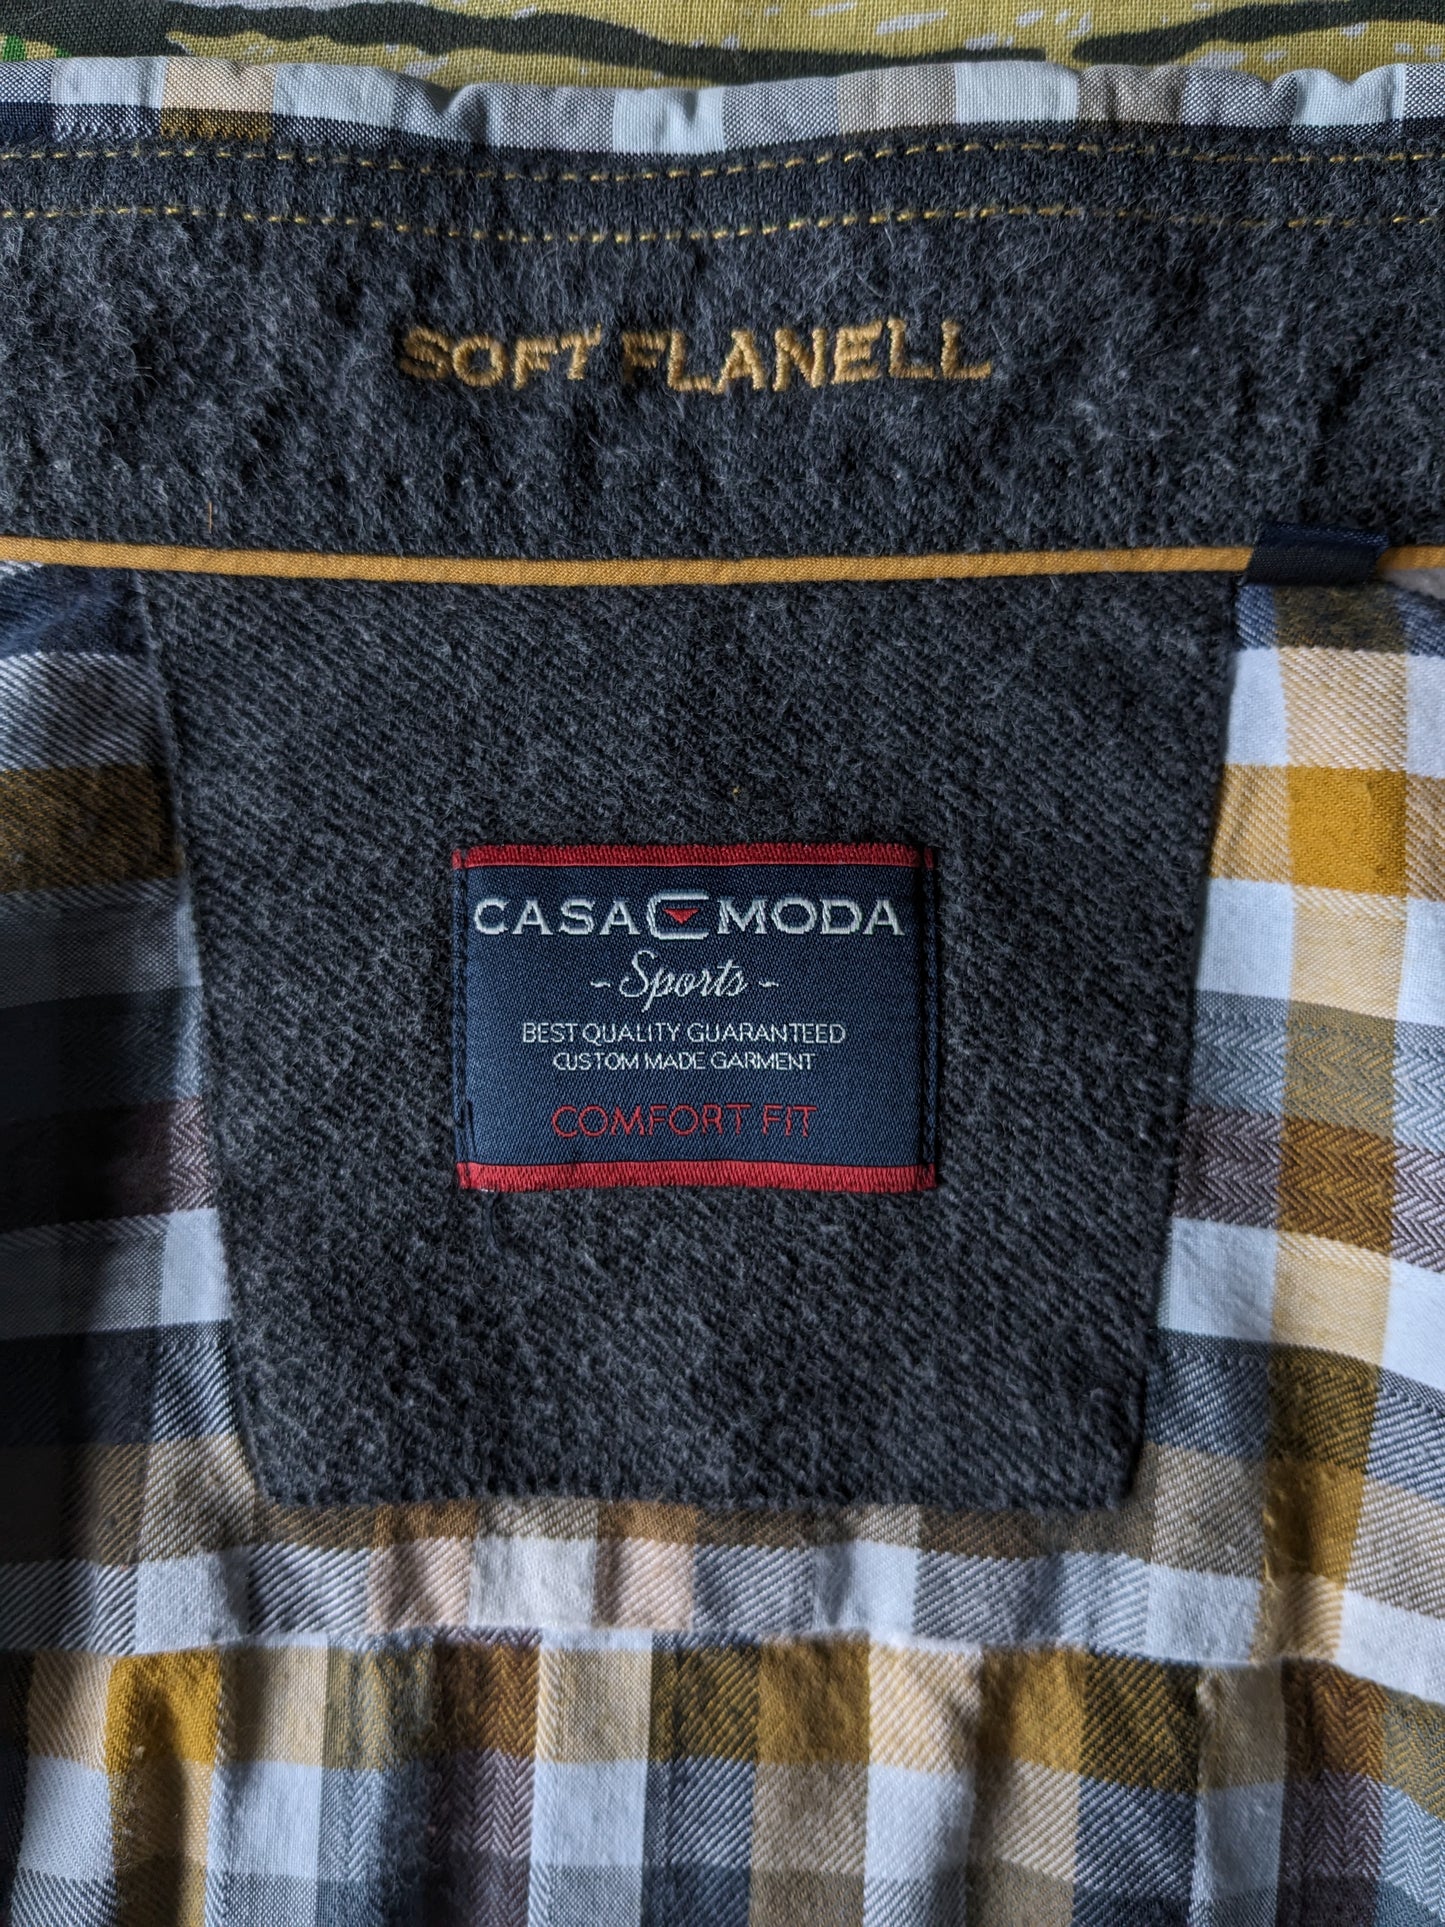 SOFT FLANELL
CASA MODA
- Sports -
BEST QUALITY GUARANTEED
CUSTOM MADE GARMENT
COMFORT FIT